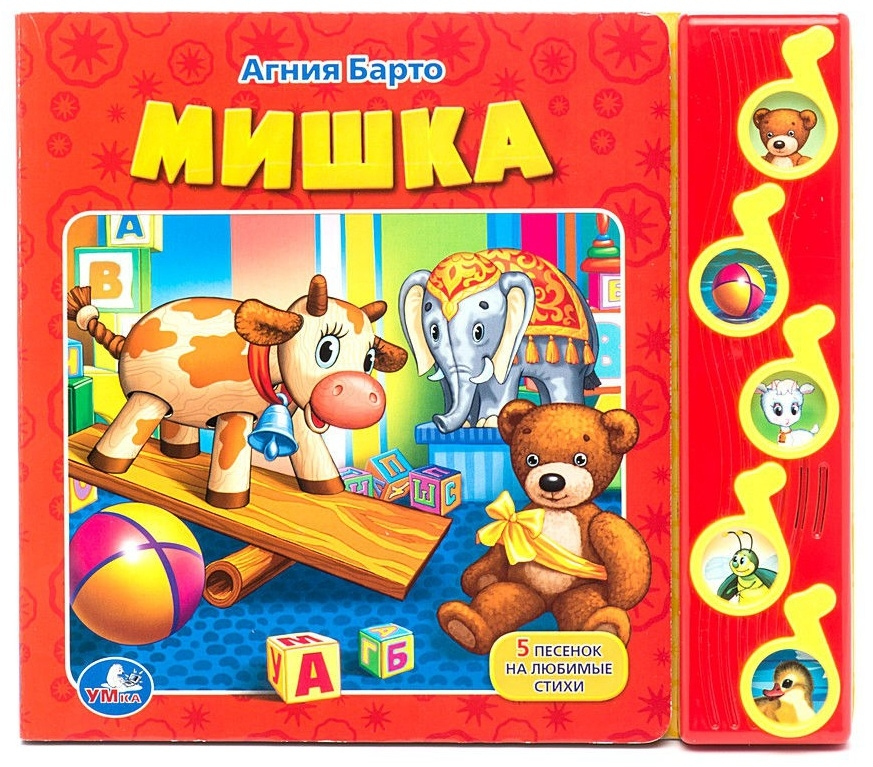 Агния Барто
МИШКА
А
В
Б
В
П
П
Ш
С
М
У
А
А
Г
Б
5 ПЕСЕНОК
НА ЛЮБИМЫЕ
СТИХИ
УМКА